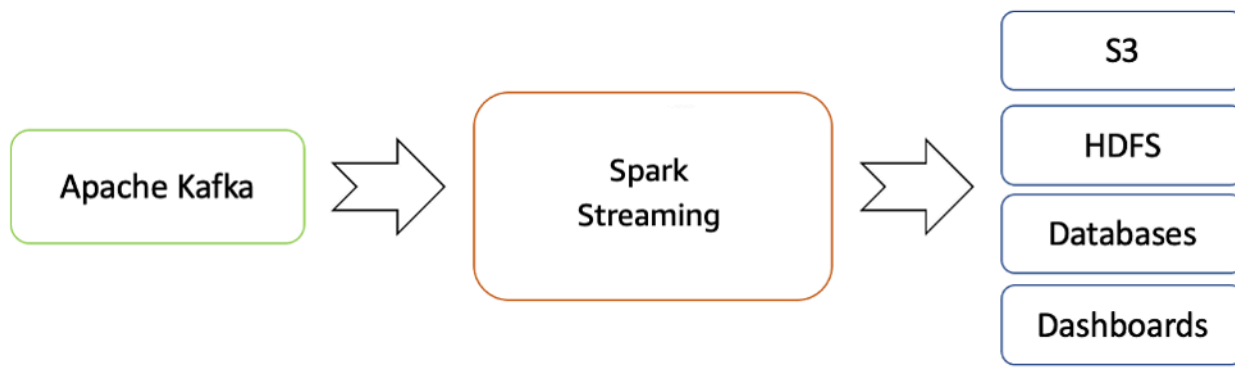 Apache Kafka
Spark
Streaming
S3
HDFS
Databases
Dashboards